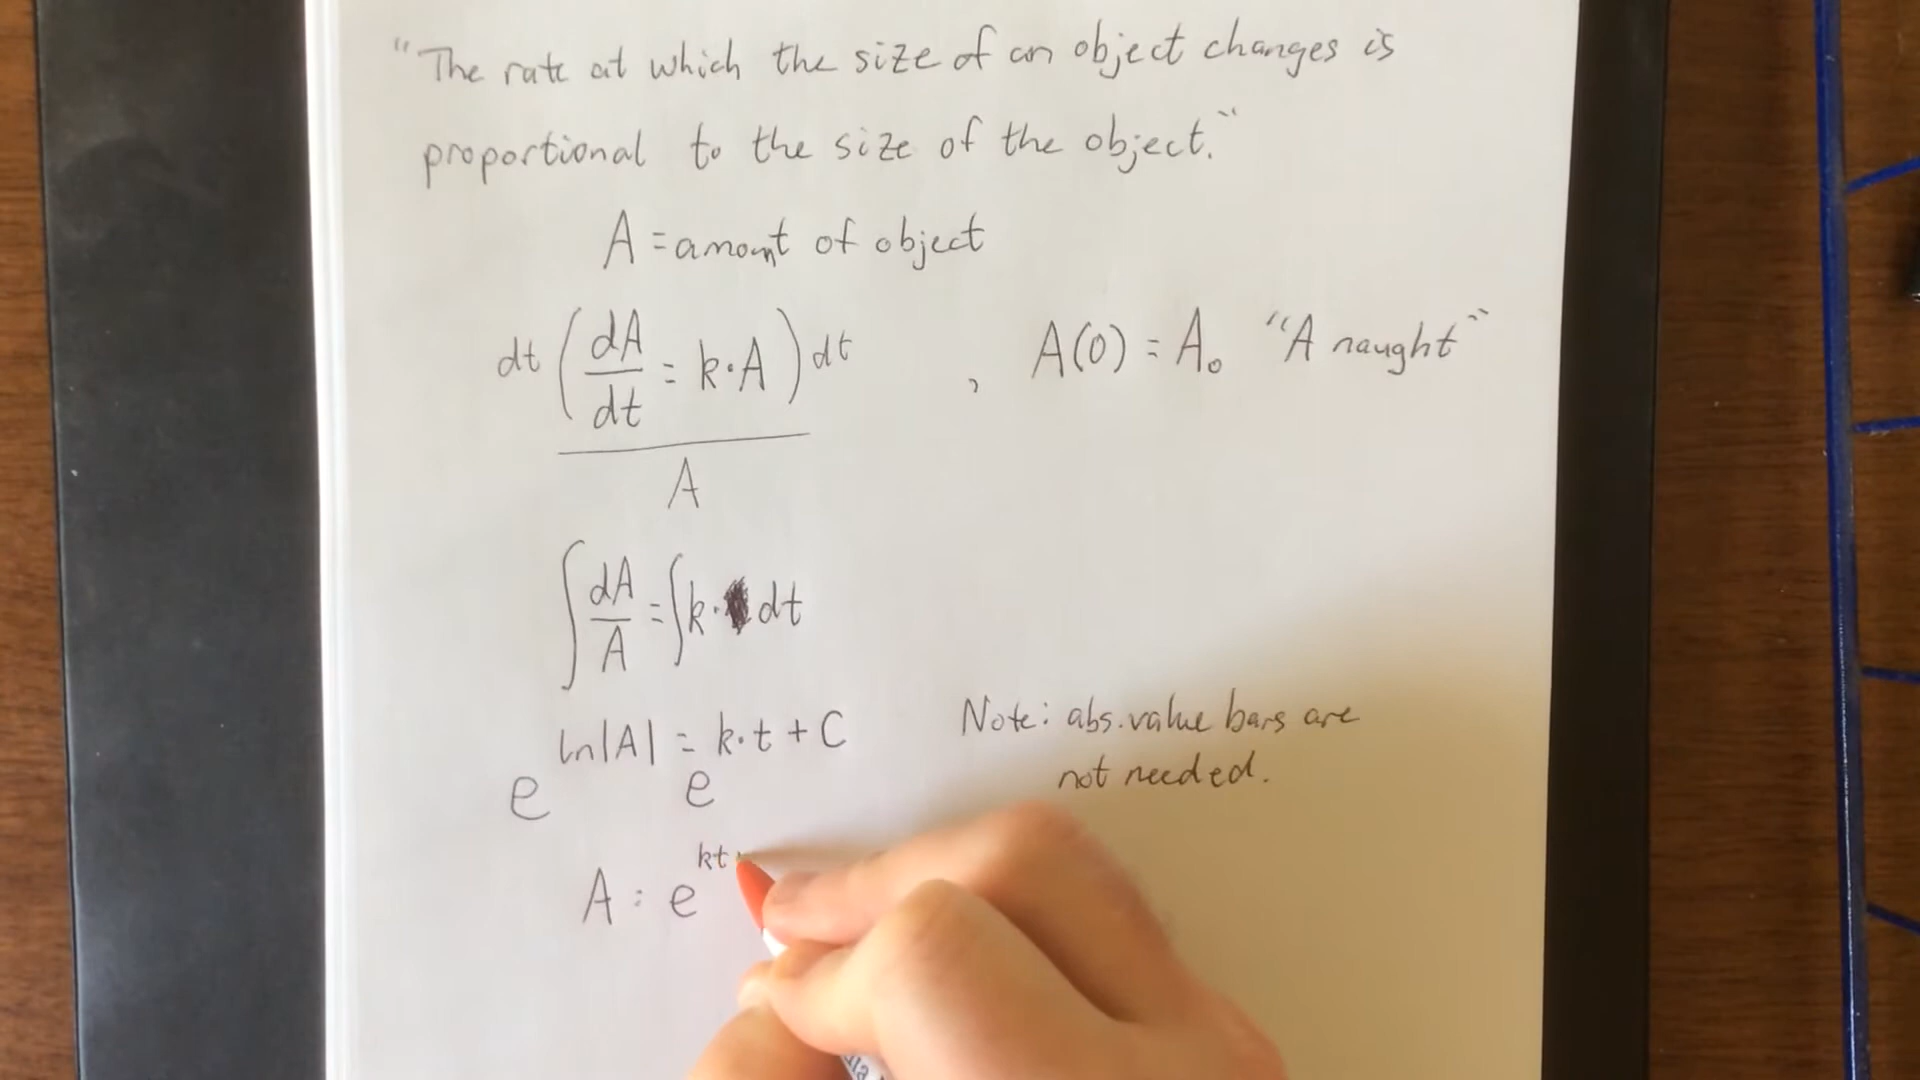 "The rate at which the size of an object changes is
proportional to the size of the object."
A = amount of object
dt ( dA/dt = k·A ) dt , A(0) = A₀ "A naught"
A
∫ dA/A = ∫ k· dt
ln|A| = k·t + C Note: abs. value bars are
e e not needed.
A = e^kt